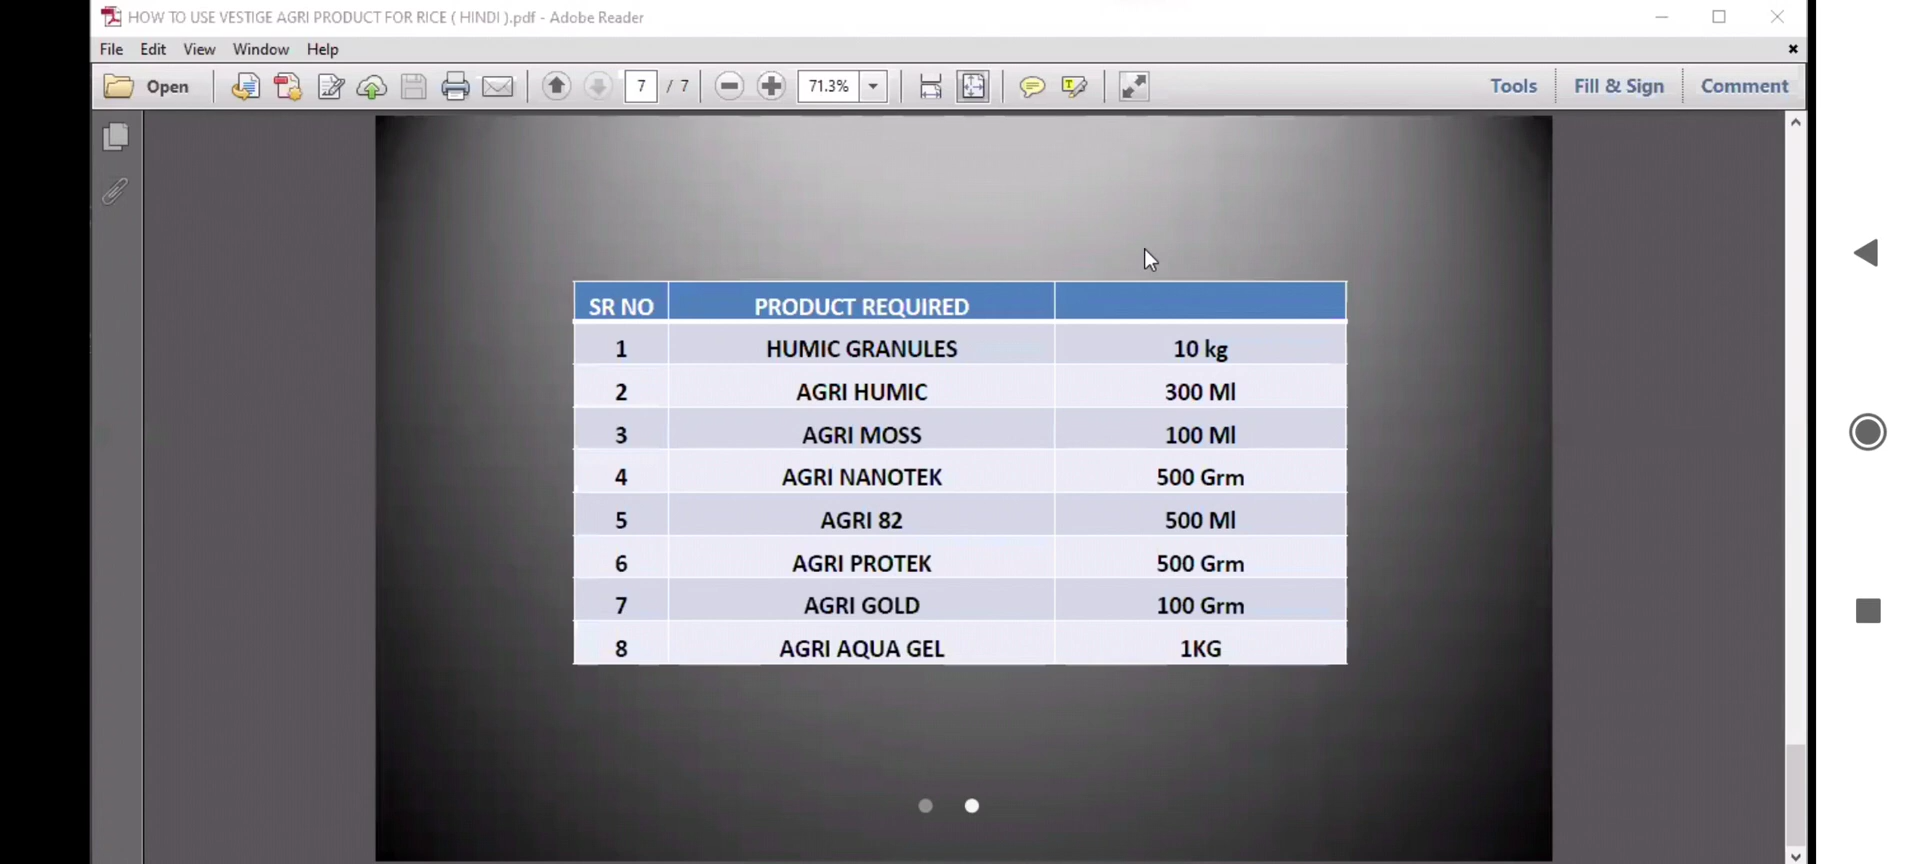 HOW TO USE VESTIGE AGRI PRODUCT FOR RICE ( HINDI ).pdf - Adobe Reader
File Edit View Window Help
Open 7 / 7 71.3% Tools Fill & Sign Comment
SR NO PRODUCT REQUIRED
1 HUMIC GRANULES 10 kg
2 AGRI HUMIC 300 Ml
3 AGRI MOSS 100 Ml
4 AGRI NANOTEK 500 Grm
5 AGRI 82 500 Ml
6 AGRI PROTEK 500 Grm
7 AGRI GOLD 100 Grm
8 AGRI AQUA GEL 1KG